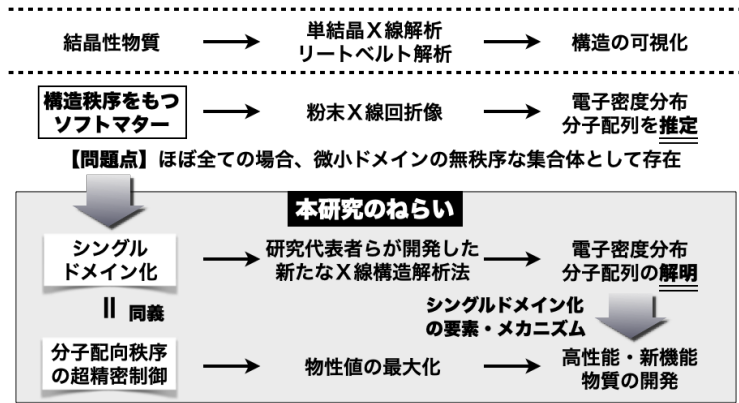 結晶性物質
単結晶X線解析
リートベルト解析
構造の可視化
構造秩序をもつ
ソフトマター
粉末X線回折像
電子密度分布
分子配列を推定
【問題点】ほぼ全ての場合、微小ドメインの無秩序な集合体として存在
本研究のねらい
シングル
ドメイン化
研究代表者らが開発した
新たなX線構造解析法
電子密度分布
分子配列の解明
|| 同義
シングルドメイン化
の要素・メカニズム
分子配向秩序
の超精密制御
物性値の最大化
高性能・新機能
物質の開発